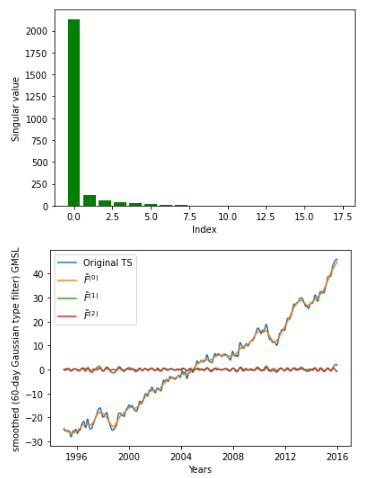 Singular value
2000
1750
1500
1250
1000
750
500
250
0
0.0 2.5 5.0 7.5 10.0 12.5 15.0 17.5
Index
smoothed (60-day Gaussian type filter) GMSL
Original TS
F̃⁽⁰⁾
F̃⁽¹⁾
F̃⁽²⁾
40
30
20
10
0
−10
−20
−30
1996 2000 2004 2008 2012 2016
Years